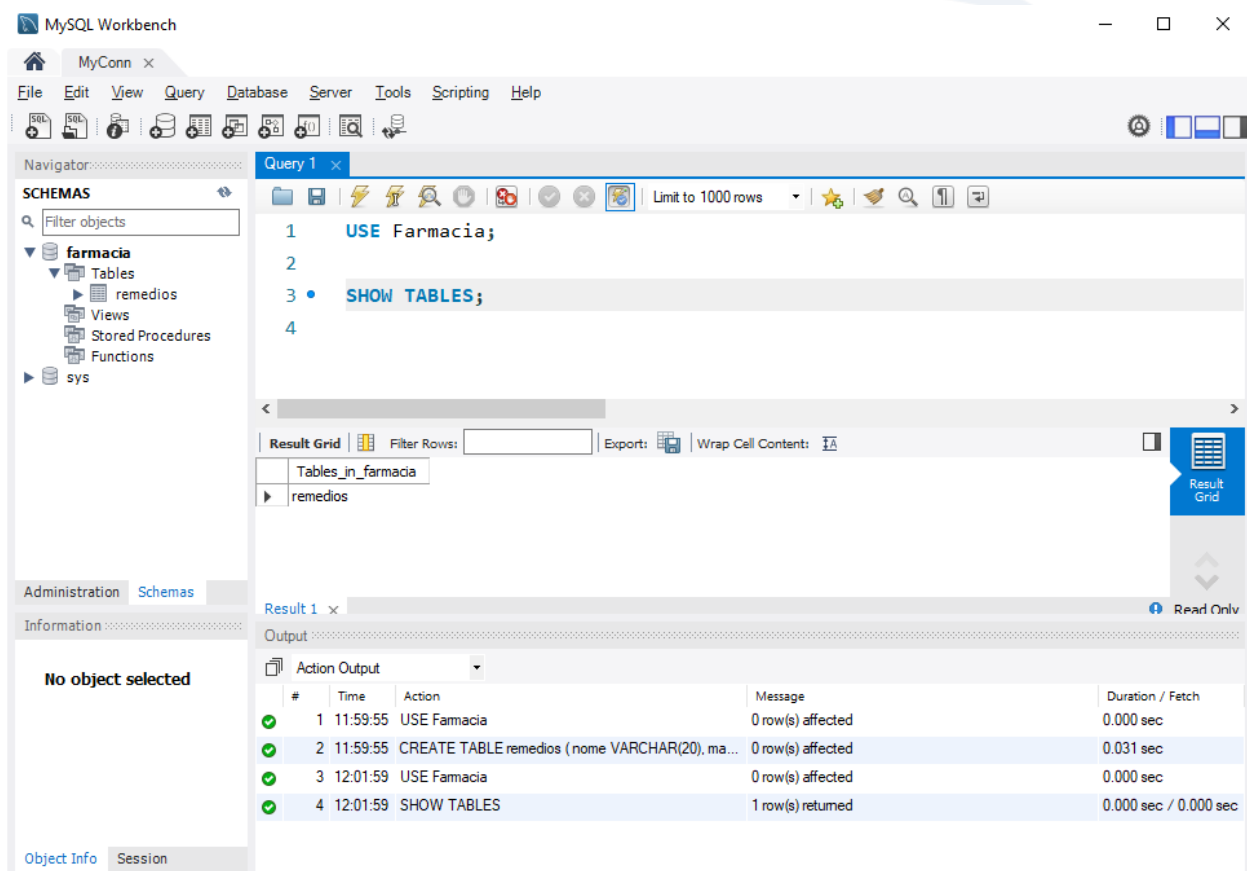 MySQL Workbench
MyConn
File Edit View Query Database Server Tools Scripting Help
SQL SQL
Navigator
SCHEMAS
Filter objects
farmacia
Tables
remedios
Views
Stored Procedures
Functions
sys
Administration Schemas
Information
No object selected
Object Info Session
Query 1
Limit to 1000 rows
1 USE Farmacia;
2
3 SHOW TABLES;
4
Result Grid Filter Rows: Export: Wrap Cell Content: IA
Tables_in_farmacia
remedios
Result
Grid
Result 1 Read Only
Output
Action Output
# Time Action Message Duration / Fetch
1 11:59:55 USE Farmacia 0 row(s) affected 0.000 sec
2 11:59:55 CREATE TABLE remedios ( nome VARCHAR(20), ma... 0 row(s) affected 0.031 sec
3 12:01:59 USE Farmacia 0 row(s) affected 0.000 sec
4 12:01:59 SHOW TABLES 1 row(s) returned 0.000 sec / 0.000 sec